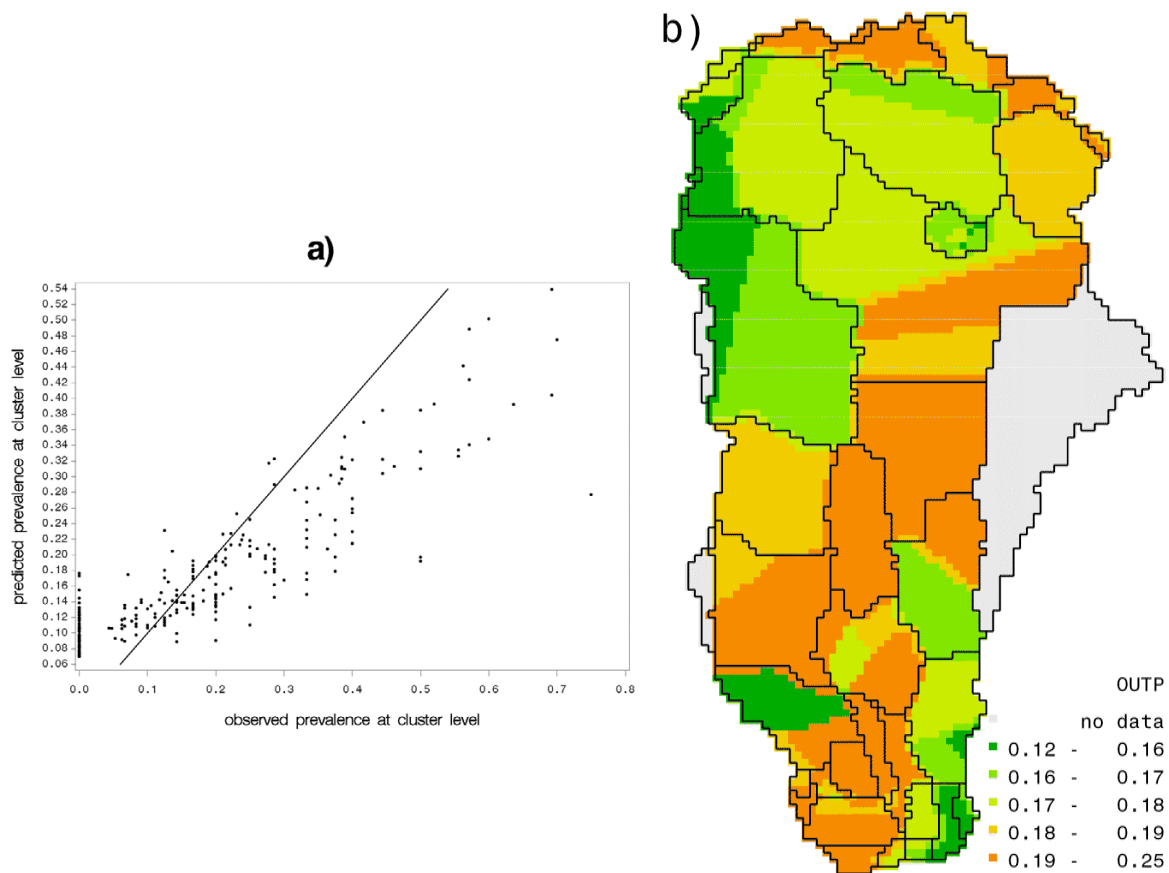 a)
predicted prevalence at cluster level
0.54
0.52
0.50
0.48
0.46
0.44
0.42
0.40
0.38
0.36
0.34
0.32
0.30
0.28
0.26
0.24
0.22
0.20
0.18
0.16
0.14
0.12
0.10
0.08
0.06
0.0 0.1 0.2 0.3 0.4 0.5 0.6 0.7 0.8
observed prevalence at cluster level
b)
OUTP
no data
0.12 - 0.16
0.16 - 0.17
0.17 - 0.18
0.18 - 0.19
0.19 - 0.25